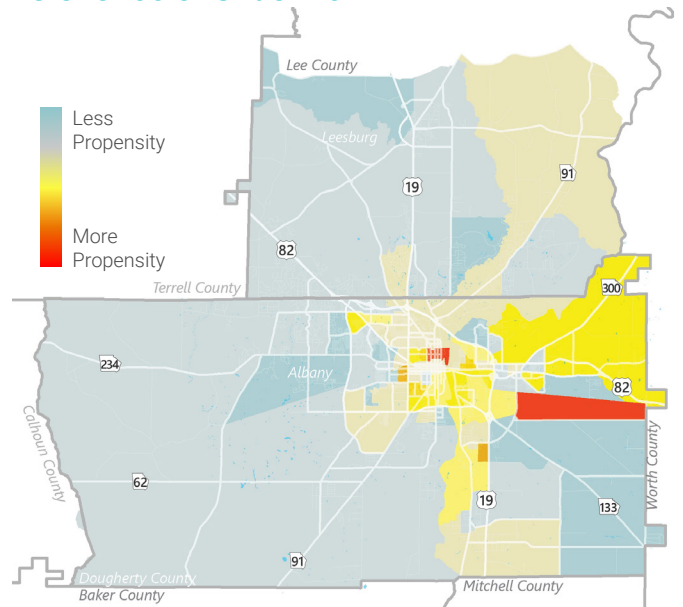 Lee County
Less
Propensity
Leesburg
91
19
82
More
Propensity
Terrell County
300
234
Albany
82
Calhoun County
Worth County
62
19
133
91
Dougherty County
Baker County
Mitchell County